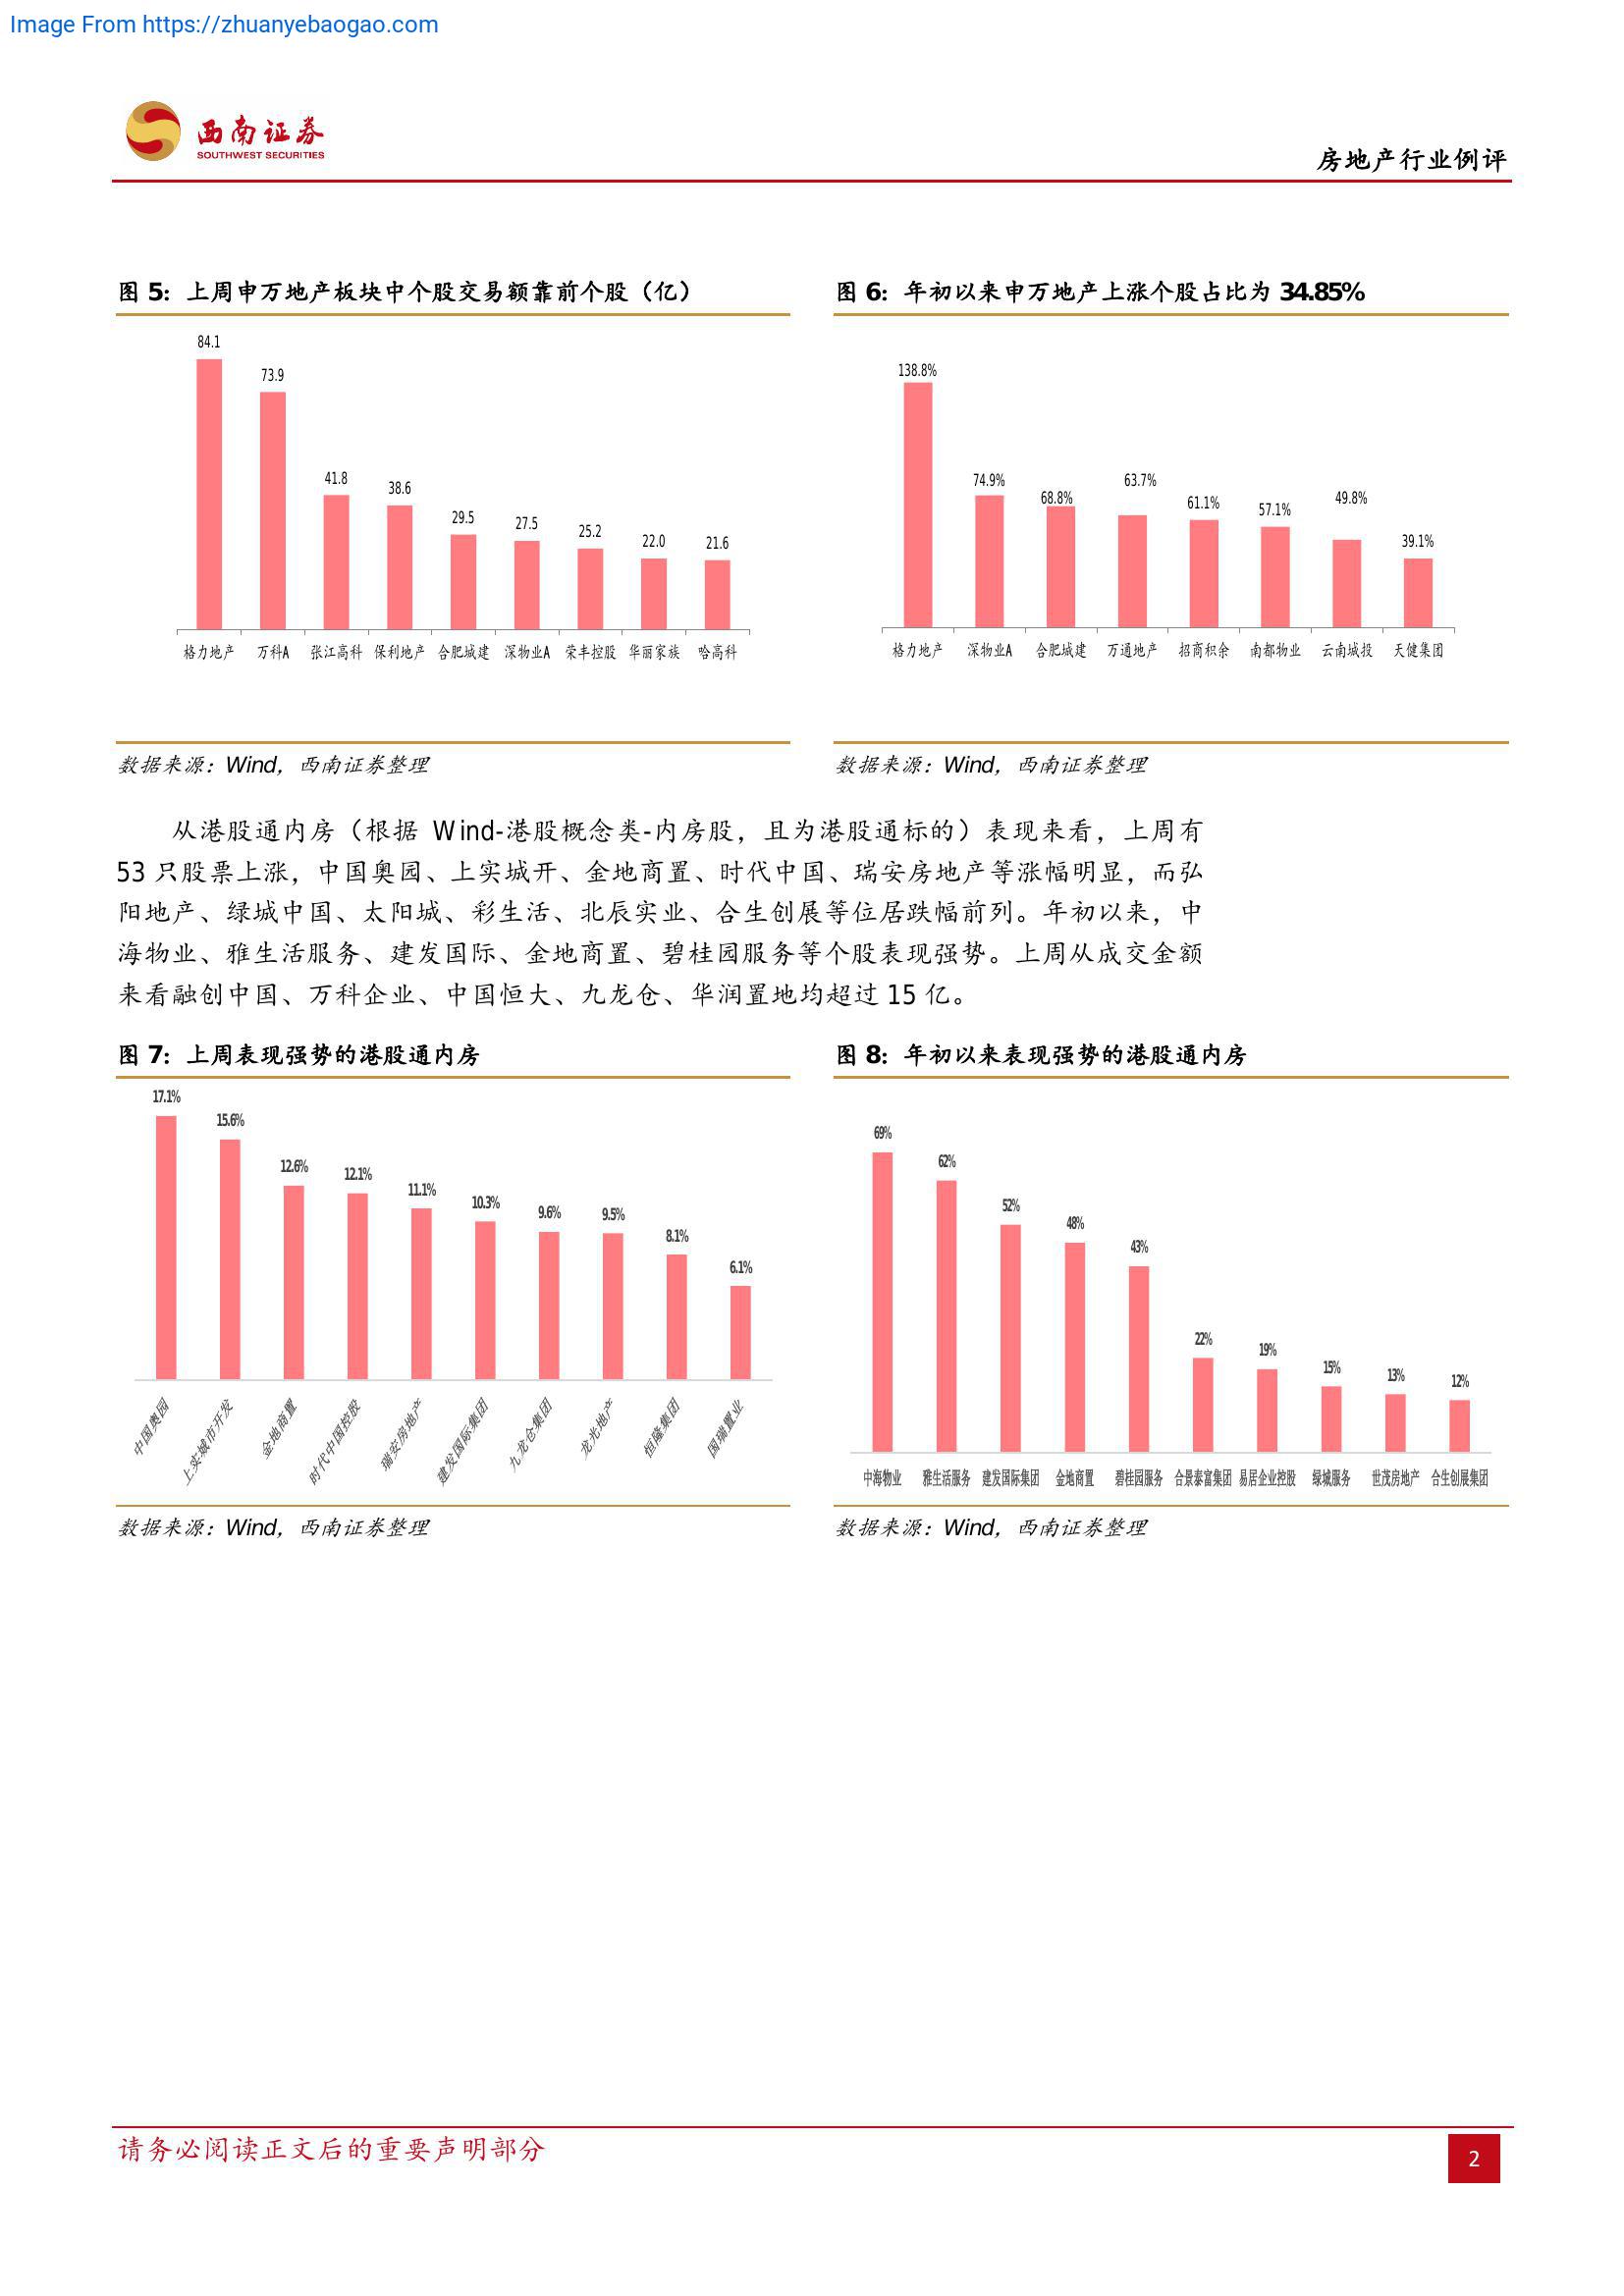 Image From https://zhuanyebaogao.com
西南证券
SOUTHWEST SECURITIES
房地产行业例评
图 5：上周申万地产板块中个股交易额靠前个股（亿）
84.1
73.9
41.8
38.6
29.5
27.5
25.2
22.0
21.6
格力地产 万科A 张江高科 保利地产 合肥城建 深物业A 荣丰控股 华丽家族 哈高科
数据来源：Wind，西南证券整理
图 6：年初以来申万地产上涨个股占比为 34.85%
138.8%
74.9%
68.8%
63.7%
61.1%
57.1%
49.8%
39.1%
格力地产 深物业A 合肥城建 万通地产 招商积余 南都物业 云南城投 天健集团
数据来源：Wind，西南证券整理
从港股通内房（根据 Wind-港股概念类-内房股，且为港股通标的）表现来看，上周有
53 只股票上涨，中国奥园、上实城开、金地商置、时代中国、瑞安房地产等涨幅明显，而弘
阳地产、绿城中国、太阳城、彩生活、北辰实业、合生创展等位居跌幅前列。年初以来，中
海物业、雅生活服务、建发国际、金地商置、碧桂园服务等个股表现强势。上周从成交金额
来看融创中国、万科企业、中国恒大、九龙仓、华润置地均超过 15 亿。
图 7：上周表现强势的港股通内房
17.1%
15.6%
12.6%
12.1%
11.1%
10.3%
9.6%
9.5%
8.1%
6.1%
中国奥园
上实城市开发
金地商置
时代中国控股
瑞安房地产
建发国际集团
九龙仓集团
龙光地产
恒隆集团
国瑞置业
数据来源：Wind，西南证券整理
图 8：年初以来表现强势的港股通内房
69%
62%
52%
48%
43%
22%
19%
15%
13%
12%
中海物业 雅生活服务 建发国际集团 金地商置 碧桂园服务 合景泰富集团 易居企业控股 绿城服务 世茂房地产 合生创展集团
数据来源：Wind，西南证券整理
请务必阅读正文后的重要声明部分
2